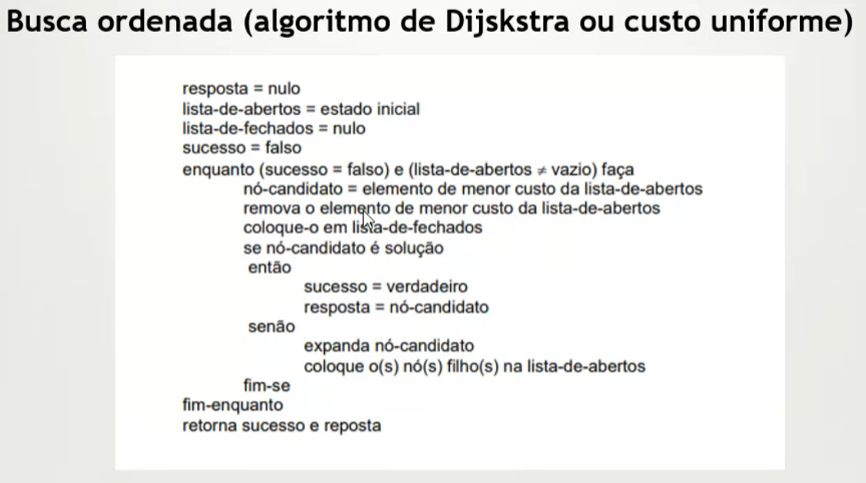 Busca ordenada (algoritmo de Dijskstra ou custo uniforme)
resposta = nulo
lista-de-abertos = estado inicial
lista-de-fechados = nulo
sucesso = falso
enquanto (sucesso = falso) e (lista-de-abertos ≠ vazio) faça
nó-candidato = elemento de menor custo da lista-de-abertos
remova o elemento de menor custo da lista-de-abertos
coloque-o em lista-de-fechados
se nó-candidato é solução
então
sucesso = verdadeiro
resposta = nó-candidato
senão
expanda nó-candidato
coloque o(s) nó(s) filho(s) na lista-de-abertos
fim-se
fim-enquanto
retorna sucesso e reposta